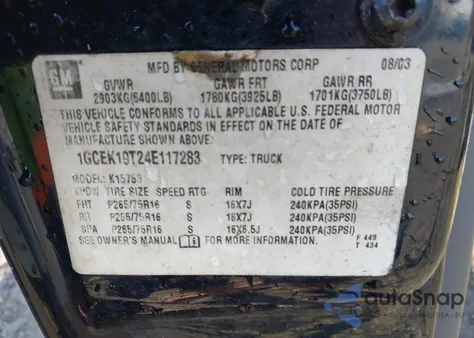 GM
MFD BY GENERAL MOTORS CORP 08/03
GVWR GAWR FRT GAWR RR
2903KG(6400LB) 1780KG(3925LB) 1701KG(3750LB)
THIS VEHICLE CONFORMS TO ALL APPLICABLE U.S. FEDERAL MOTOR
VEHICLE SAFETY STANDARDS IN EFFECT ON THE DATE OF
MANUFACTURE SHOWN ABOVE.
1GCEK19T24E117283 TYPE: TRUCK
MODEL: K15753
TIRE SIZE SPEED RTG RIM COLD TIRE PRESSURE
FRT P265/75R16 S 16X7J 240KPA(35PSI)
RR P265/75R16 S 16X7J 240KPA(35PSI)
SPA P265/75R16 S 16X6.5J 240KPA(35PSI)
SEE OWNER'S MANUAL FOR MORE INFORMATION
F 449
T 434
autoSnap